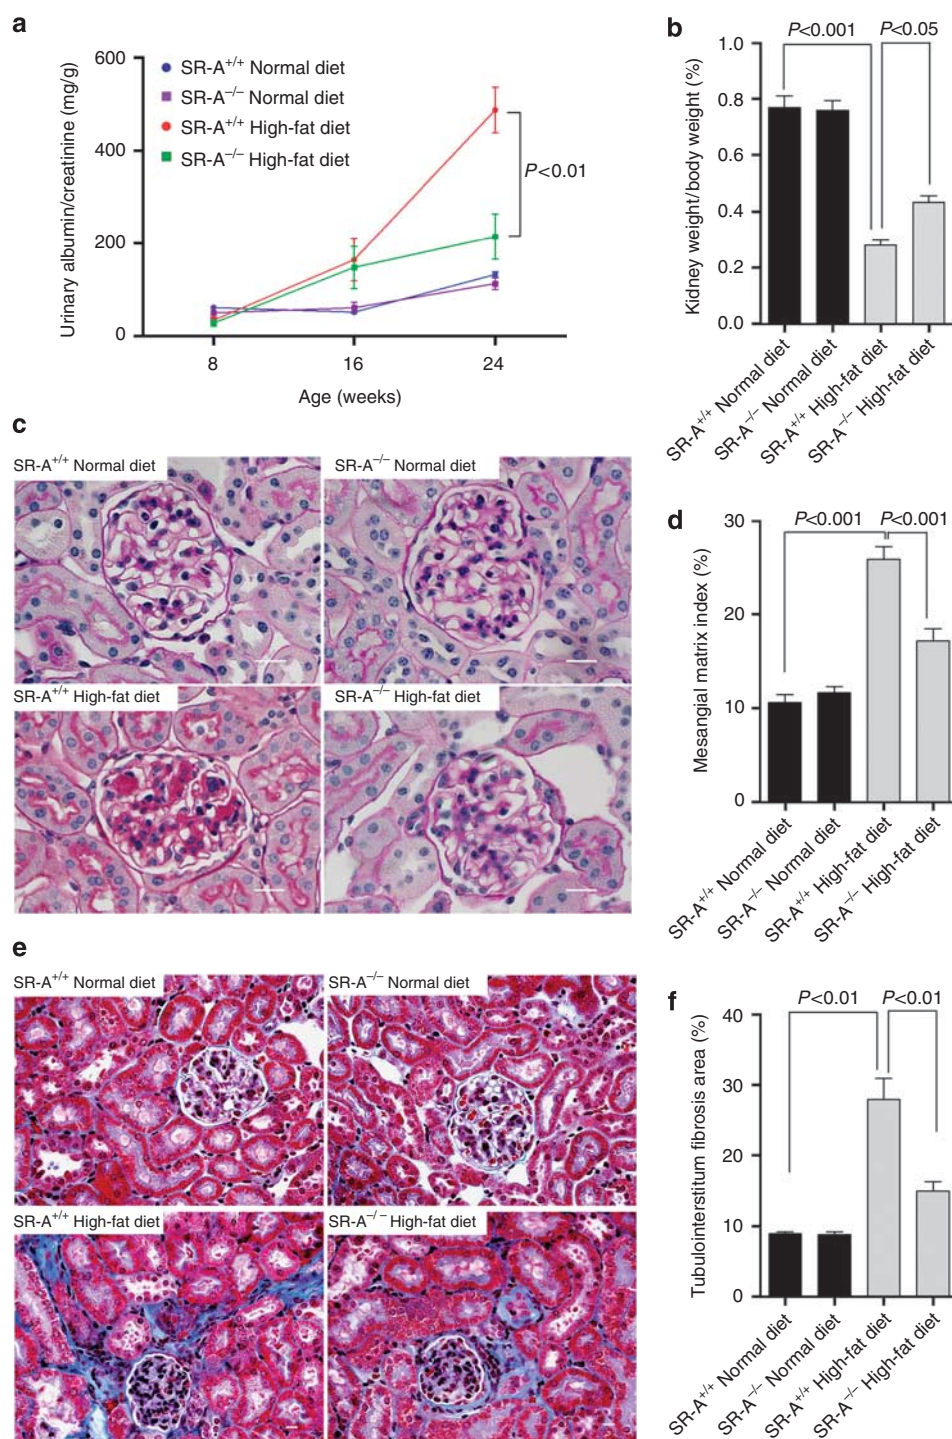 a
Urinary albumin/creatinine (mg/g)
600
400
200
0
8
16
24
Age (weeks)
SR-A+/+ Normal diet
SR-A−/− Normal diet
SR-A+/+ High-fat diet
SR-A−/− High-fat diet
P<0.01
b
P<0.001
P<0.05
Kidney weight/body weight (%)
1.0
0.8
0.6
0.4
0.2
0.0
SR-A+/+ Normal diet
SR-A−/− Normal diet
SR-A+/+ High-fat diet
SR-A−/− High-fat diet
c
SR-A+/+ Normal diet
SR-A−/− Normal diet
SR-A+/+ High-fat diet
SR-A−/− High-fat diet
d
P<0.001
P<0.001
Mesangial matrix index (%)
30
20
10
0
SR-A+/+ Normal diet
SR-A−/− Normal diet
SR-A+/+ High-fat diet
SR-A−/− High-fat diet
e
SR-A+/+ Normal diet
SR-A−/− Normal diet
SR-A+/+ High-fat diet
SR-A−/− High-fat diet
f
P<0.01
P<0.01
Tubulointerstitum fibrosis area (%)
40
30
20
10
0
SR-A+/+ Normal diet
SR-A−/− Normal diet
SR-A+/+ High-fat diet
SR-A−/− High-fat diet